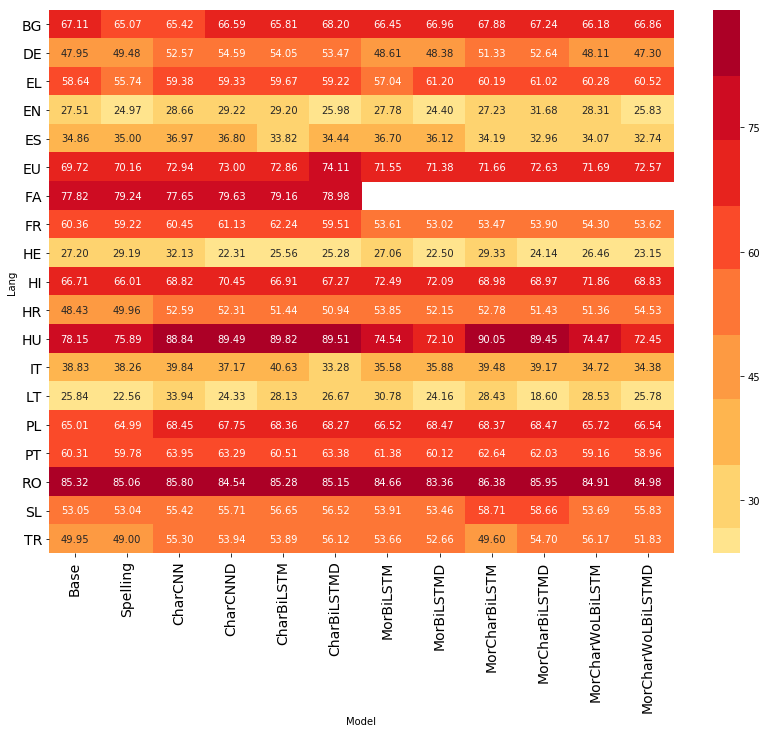 BG 67.11 65.07 65.42 66.59 65.81 68.20 66.45 66.96 67.88 67.24 66.18 66.86
DE 47.95 49.48 52.57 54.59 54.05 53.47 48.61 48.38 51.33 52.64 48.11 47.30
EL 58.64 55.74 59.38 59.33 59.67 59.22 57.04 61.20 60.19 61.02 60.28 60.52
EN 27.51 24.97 28.66 29.22 29.20 25.98 27.78 24.40 27.23 31.68 28.31 25.83
ES 34.86 35.00 36.97 36.80 33.82 34.44 36.70 36.12 34.19 32.96 34.07 32.74
EU 69.72 70.16 72.94 73.00 72.86 74.11 71.55 71.38 71.66 72.63 71.69 72.57
FA 77.82 79.24 77.65 79.63 79.16 78.98
FR 60.36 59.22 60.45 61.13 62.24 59.51 53.61 53.02 53.47 53.90 54.30 53.62
HE 27.20 29.19 32.13 22.31 25.56 25.28 27.06 22.50 29.33 24.14 26.46 23.15
HI 66.71 66.01 68.82 70.45 66.91 67.27 72.49 72.09 68.98 68.97 71.86 68.83
HR 48.43 49.96 52.59 52.31 51.44 50.94 53.85 52.15 52.78 51.43 51.36 54.53
HU 78.15 75.89 88.84 89.49 89.82 89.51 74.54 72.10 90.05 89.45 74.47 72.45
IT 38.83 38.26 39.84 37.17 40.63 33.28 35.58 35.88 39.48 39.17 34.72 34.38
LT 25.84 22.56 33.94 24.33 28.13 26.67 30.78 24.16 28.43 18.60 28.53 25.78
PL 65.01 64.99 68.45 67.75 68.36 68.27 66.52 68.47 68.37 68.47 65.72 66.54
PT 60.31 59.78 63.95 63.29 60.51 63.38 61.38 60.12 62.64 62.03 59.16 58.96
RO 85.32 85.06 85.80 84.54 85.28 85.15 84.66 83.36 86.38 85.95 84.91 84.98
SL 53.05 53.04 55.42 55.71 56.65 56.52 53.91 53.46 58.71 58.66 53.69 55.83
TR 49.95 49.00 55.30 53.94 53.89 56.12 53.66 52.66 49.60 54.70 56.17 51.83
Lang
Base
Spelling
CharCNN
CharCNND
CharBiLSTM
CharBiLSTMD
MorBiLSTM
MorBiLSTMD
MorCharBiLSTM
MorCharBiLSTMD
MorCharWoLBiLSTM
MorCharWoLBiLSTMD
Model
75
60
45
30